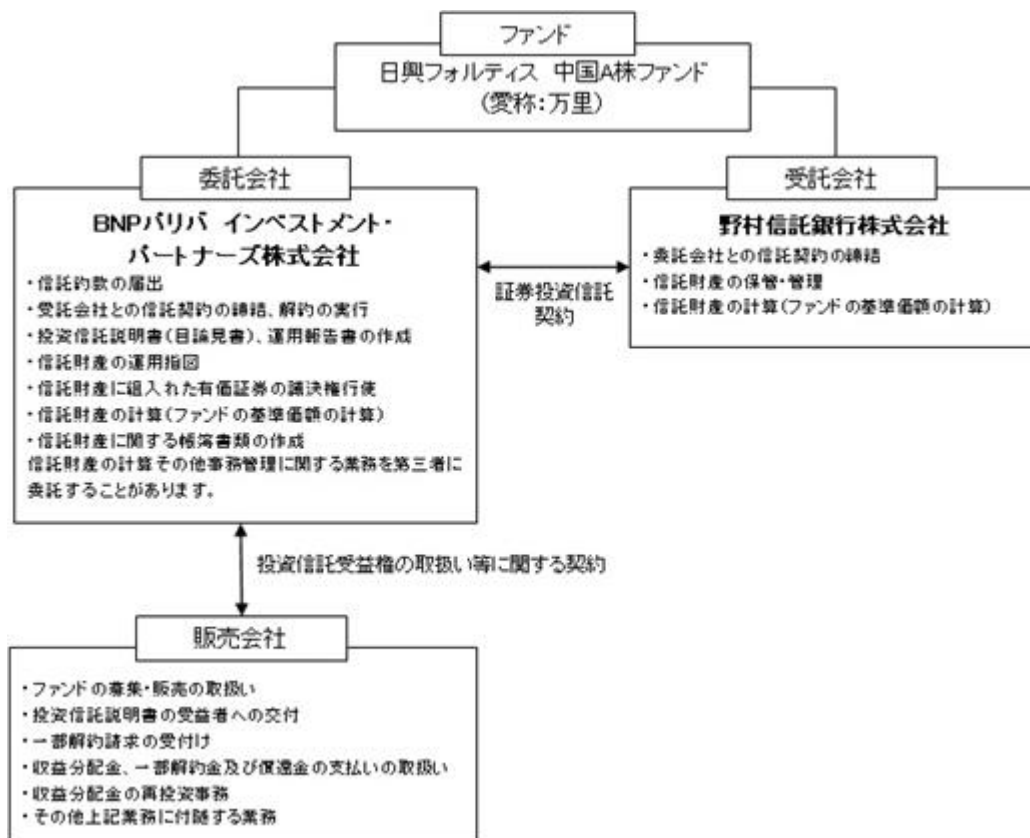 ファンド
日興フォルティス 中国A株ファンド
(愛称:万里)
委託会社
BNPパリバ インベストメント・
パートナーズ株式会社
・信託約款の届出
・受託会社との信託契約の締結、解約の実行
・投資信託説明書(目論見書)、運用報告書の作成
・信託財産の運用指図
・信託財産に組入れた有価証券の議決権行使
・信託財産の計算(ファンドの基準価額の計算)
・信託財産に関する帳簿書類の作成
信託財産の計算その他事務管理に関する業務を第三者に
委託することがあります。
証券投資信託
契約
受託会社
野村信託銀行株式会社
・委託会社との信託契約の締結
・信託財産の保管・管理
・信託財産の計算(ファンドの基準価額の計算)
投資信託受益権の取扱い等に関する契約
販売会社
・ファンドの募集・販売の取扱い
・投資信託説明書の受益者への交付
・一部解約請求の受付け
・収益分配金、一部解約金及び償還金の支払いの取扱い
・収益分配金の再投資事務
・その他上記業務に付随する業務